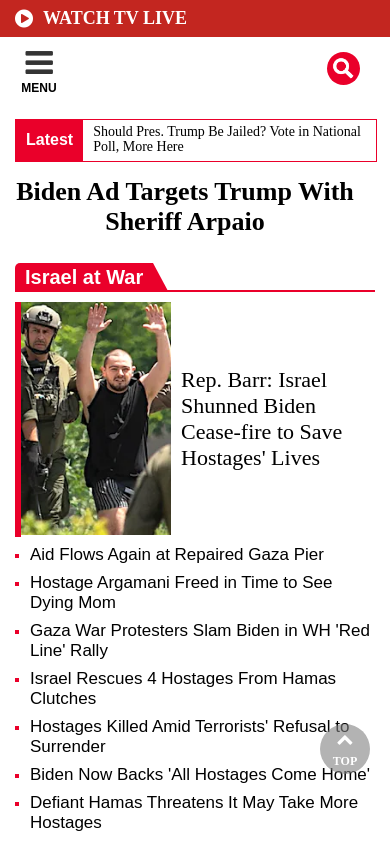 WATCH TV LIVE
MENU
Latest
Should Pres. Trump Be Jailed? Vote in National
Poll, More Here
Biden Ad Targets Trump With
Sheriff Arpaio
Israel at War
Rep. Barr: Israel
Shunned Biden
Cease-fire to Save
Hostages' Lives
Aid Flows Again at Repaired Gaza Pier
Hostage Argamani Freed in Time to See
Dying Mom
Gaza War Protesters Slam Biden in WH 'Red
Line' Rally
Israel Rescues 4 Hostages From Hamas
Clutches
Hostages Killed Amid Terrorists' Refusal to
Surrender
Biden Now Backs 'All Hostages Come Home'
TOP
Defiant Hamas Threatens It May Take More
Hostages